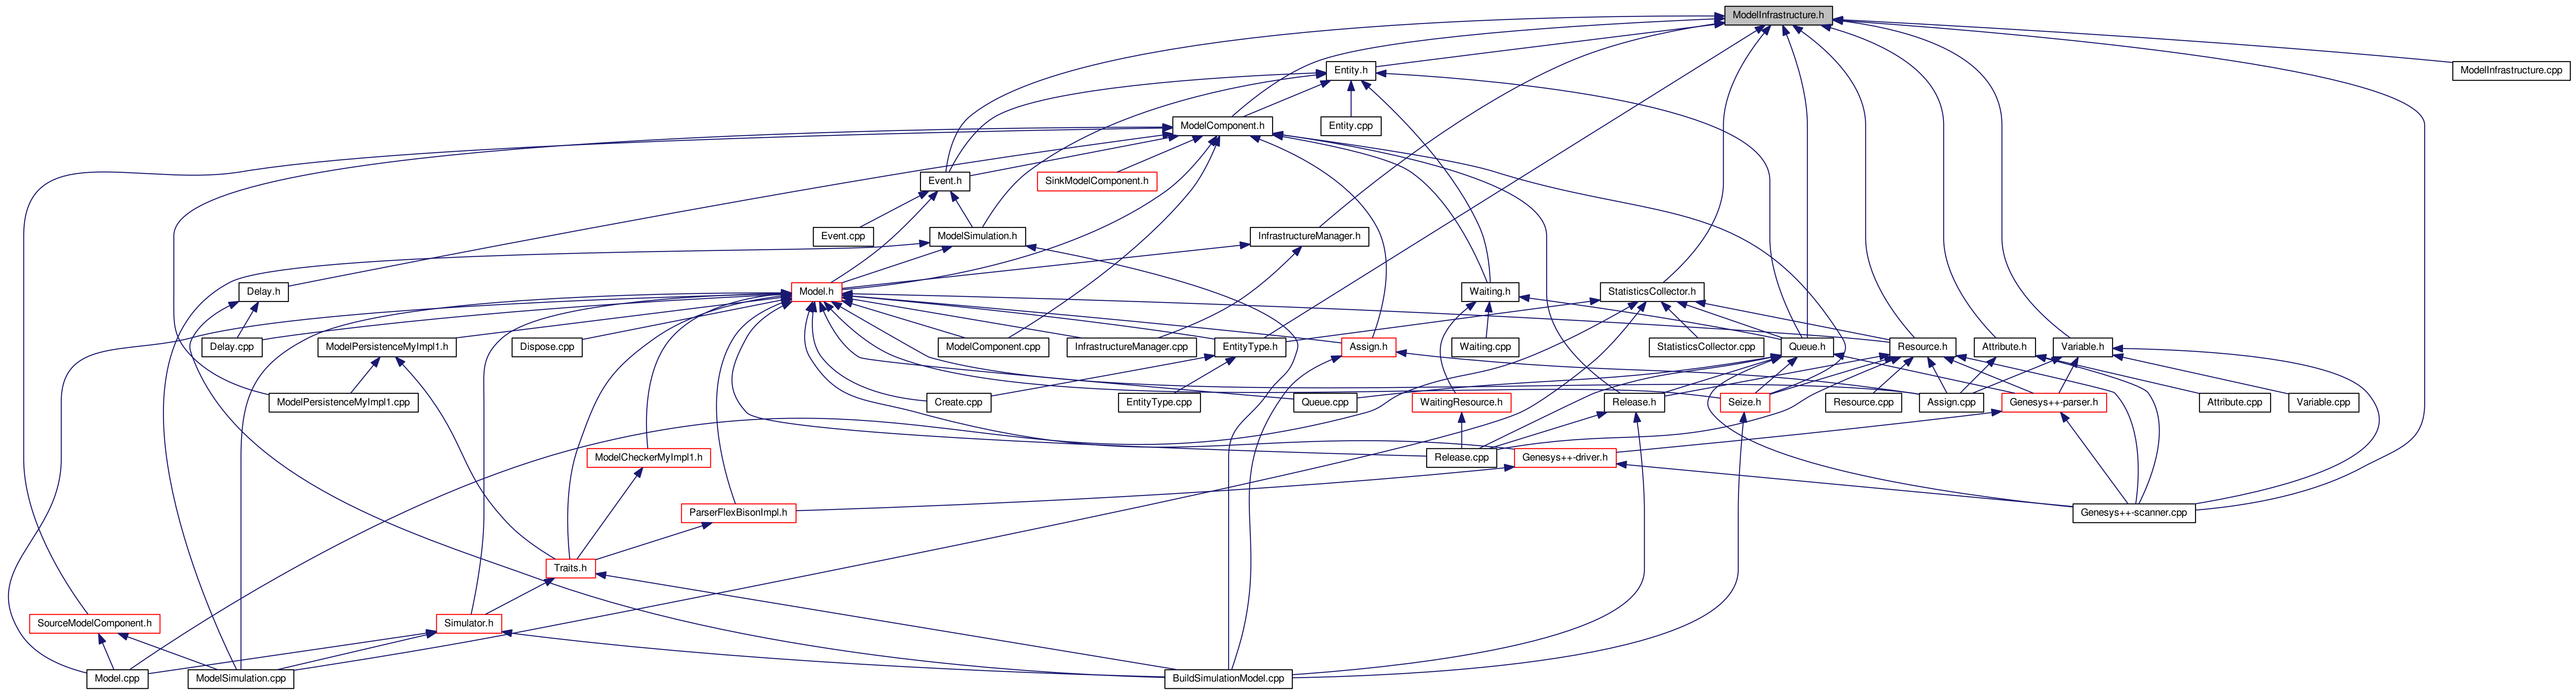 ModelInfrastructure.h
Entity.h
ModelInfrastructure.cpp
ModelComponent.h
Entity.cpp
Event.h
SinkModelComponent.h
Event.cpp
ModelSimulation.h
InfrastructureManager.h
Delay.h
Model.h
Waiting.h
StatisticsCollector.h
Delay.cpp
ModelPersistenceMyImpl1.h
Dispose.cpp
ModelComponent.cpp
InfrastructureManager.cpp
EntityType.h
Assign.h
Waiting.cpp
StatisticsCollector.cpp
Queue.h
Resource.h
Attribute.h
Variable.h
ModelPersistenceMyImpl1.cpp
Create.cpp
EntityType.cpp
Queue.cpp
WaitingResource.h
Release.h
Seize.h
Resource.cpp
Assign.cpp
Genesys++-parser.h
Attribute.cpp
Variable.cpp
ModelCheckerMyImpl1.h
Release.cpp
Genesys++-driver.h
ParserFlexBisonImpl.h
Genesys++-scanner.cpp
Traits.h
SourceModelComponent.h
Simulator.h
Model.cpp
ModelSimulation.cpp
BuildSimulationModel.cpp